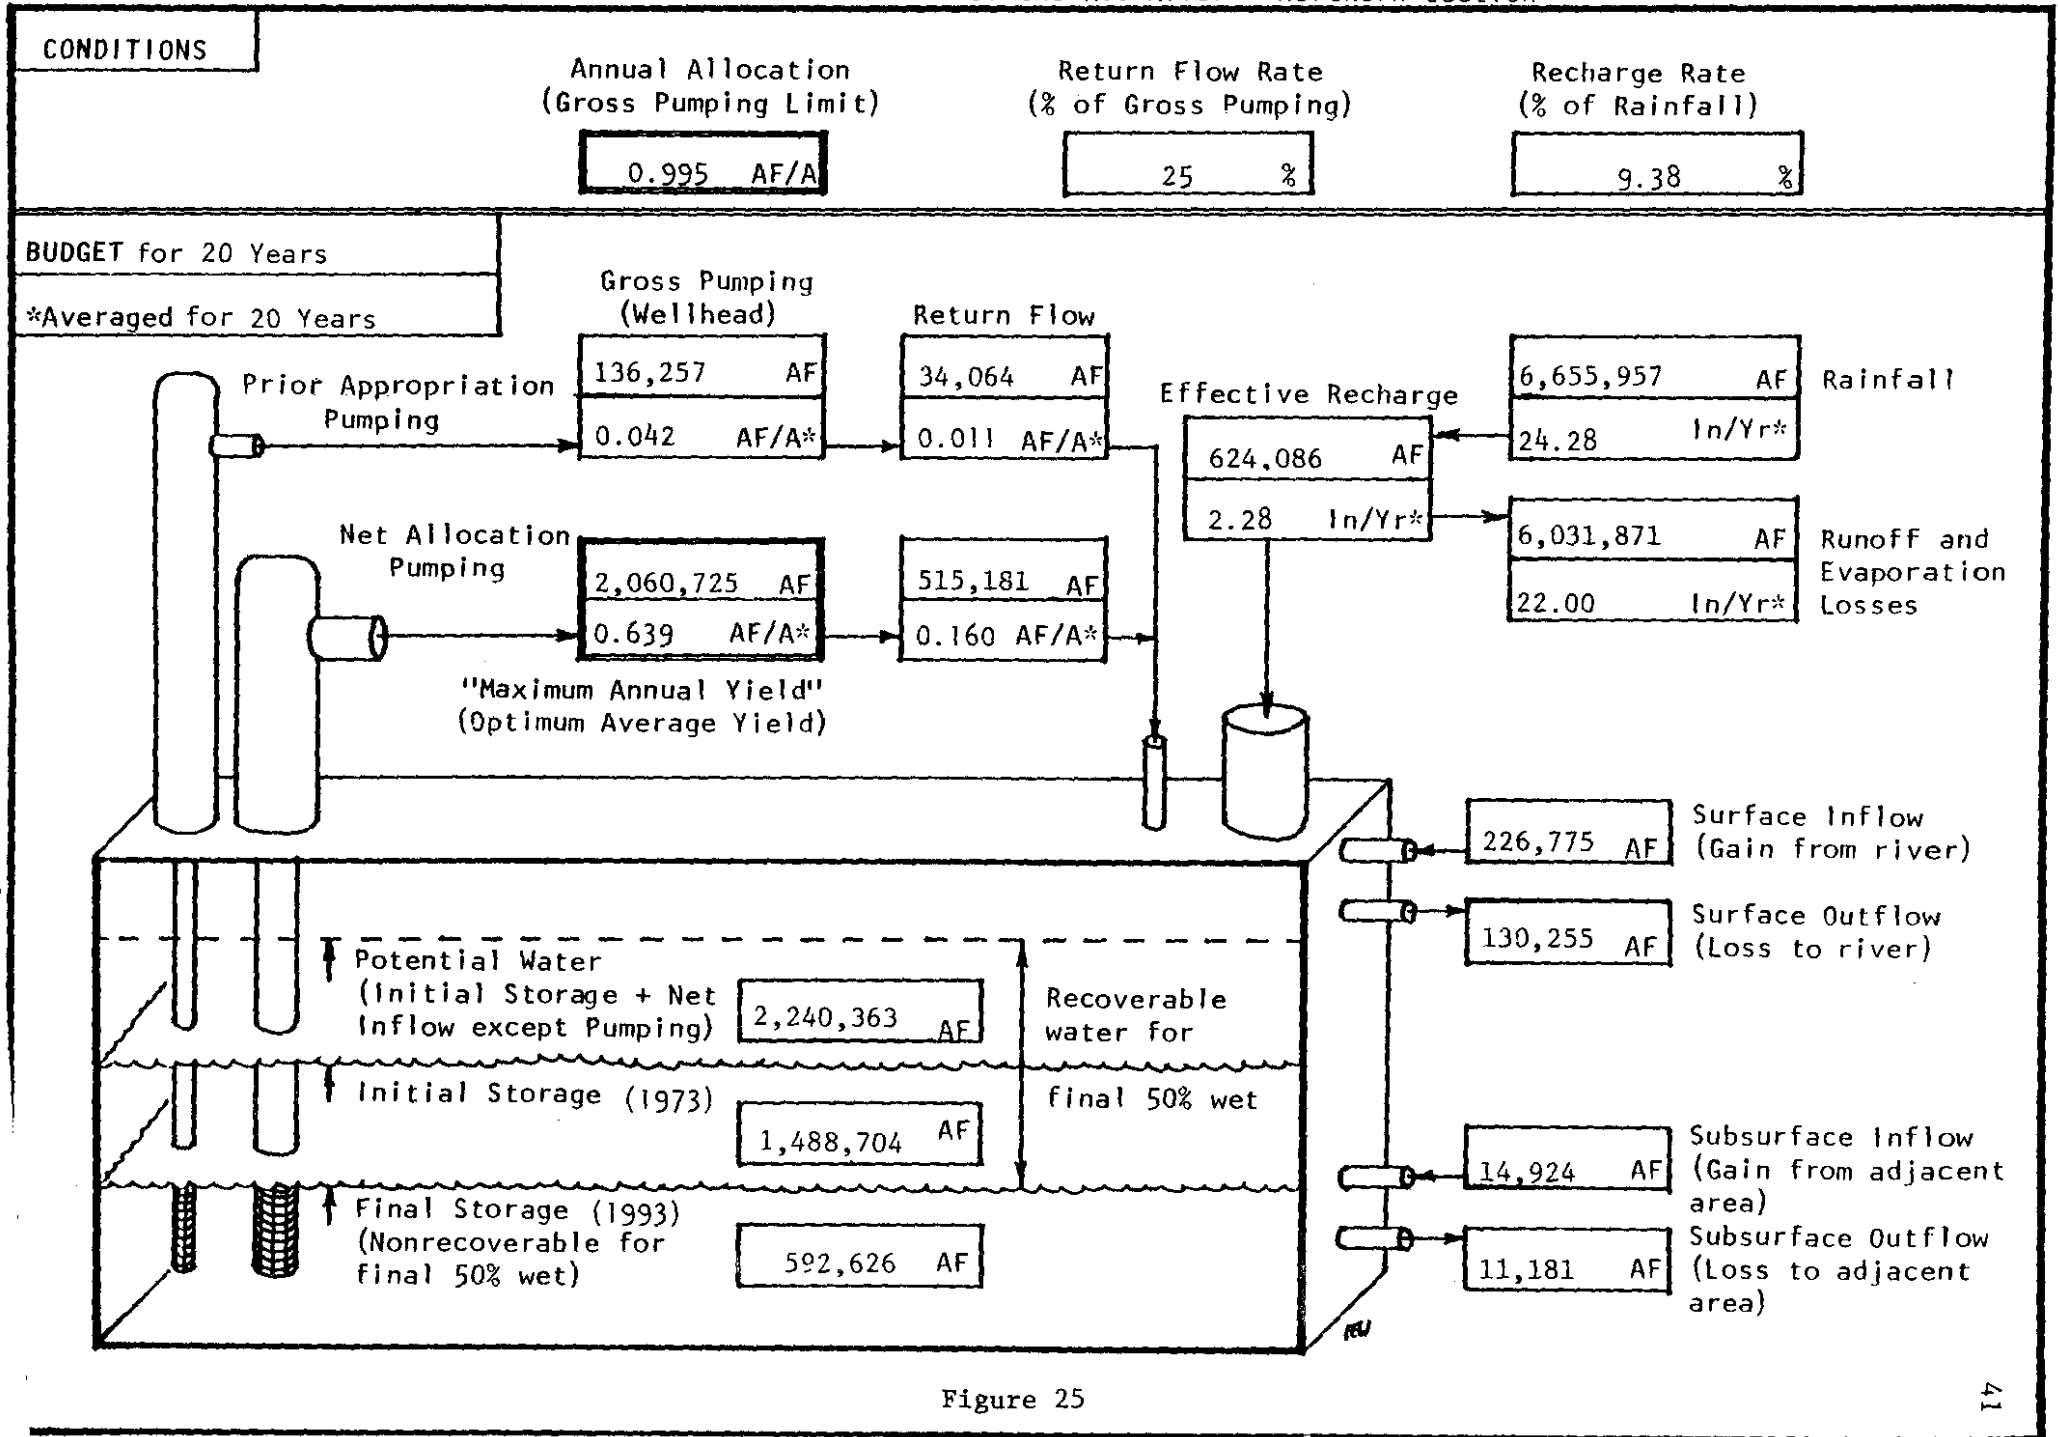 CONDITIONS
Annual Allocation
(Gross Pumping Limit)
0.995 AF/A
Return Flow Rate
(% of Gross Pumping)
25 %
Recharge Rate
(% of Rainfall)
9.38 %
BUDGET for 20 Years
*Averaged for 20 Years
Gross Pumping
(Wellhead)
Return Flow
Prior Appropriation
Pumping
136,257 AF
0.042 AF/A*
34,064 AF
0.011 AF/A*
Effective Recharge
624,086 AF
2.28 In/Yr*
6,655,957 AF
24.28 In/Yr*
Rainfall
6,031,871 AF
22.00 In/Yr*
Runoff and
Evaporation
Losses
Net Allocation
Pumping
2,060,725 AF
0.639 AF/A*
515,181 AF
0.160 AF/A*
"Maximum Annual Yield"
(Optimum Average Yield)
226,775 AF
Surface Inflow
(Gain from river)
130,255 AF
Surface Outflow
(Loss to river)
Potential Water
(Initial Storage + Net
Inflow except Pumping)
2,240,363 AF
Recoverable
water for
final 50% wet
Initial Storage (1973)
1,488,704 AF
14,924 AF
Subsurface Inflow
(Gain from adjacent
area)
Final Storage (1993)
(Nonrecoverable for
final 50% wet)
592,626 AF
11,181 AF
Subsurface Outflow
(Loss to adjacent
area)
Figure 25
41